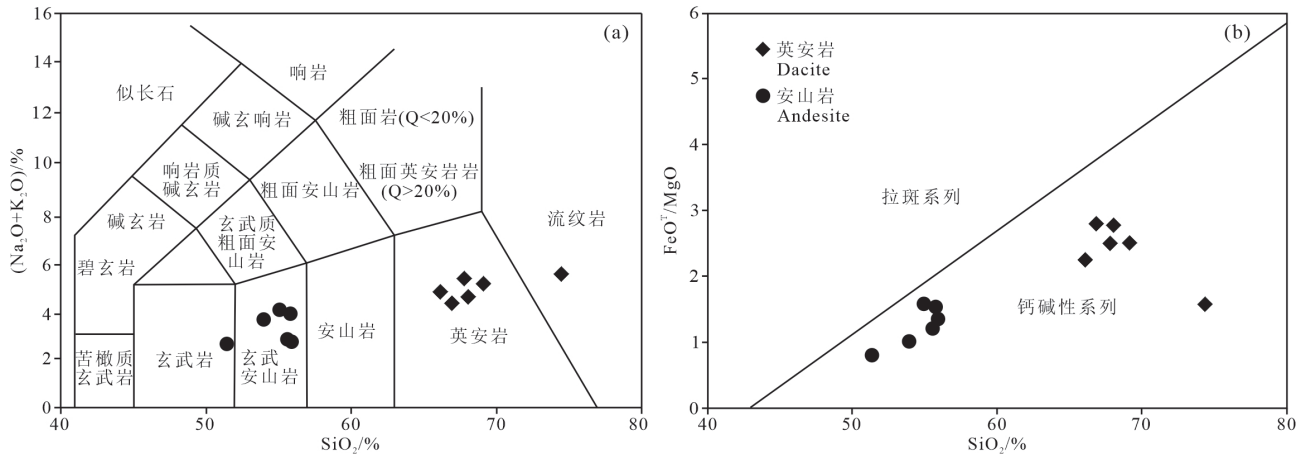 (a)
16
14
12
10
8
6
4
2
0
(Na₂O+K₂O)/%
40
50
60
70
80
SiO₂/%
似长石
响岩
碱玄响岩
粗面岩(Q<20%)
响岩质
碱玄岩
粗面安山岩
粗面英安岩岩
(Q>20%)
碱玄岩
玄武质
粗面安
山岩
流纹岩
碧玄岩
苦橄质
玄武岩
玄武岩
玄武
安山岩
安山岩
英安岩
(b)
6
5
4
3
2
1
0
FeOᵀ/MgO
40
50
60
70
80
SiO₂/%
英安岩
Dacite
安山岩
Andesite
拉斑系列
钙碱性系列